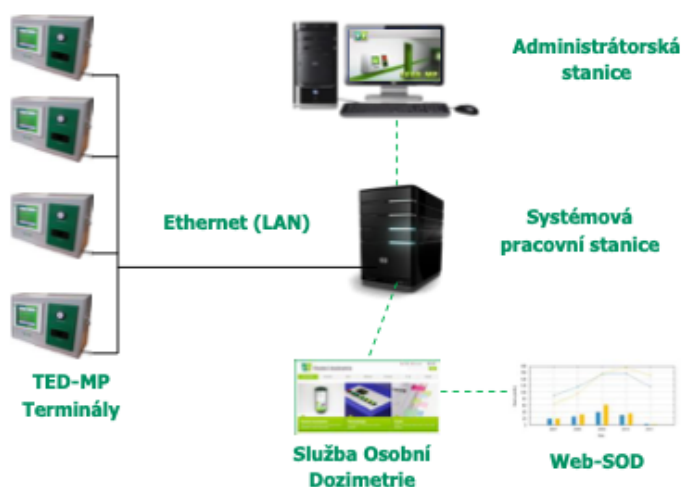 Administrátorská
stanice
Ethernet (LAN)
Systémová
pracovní stanice
TED-MP
Terminály
Služba Osobní
Dozimetrie
Web-SOD